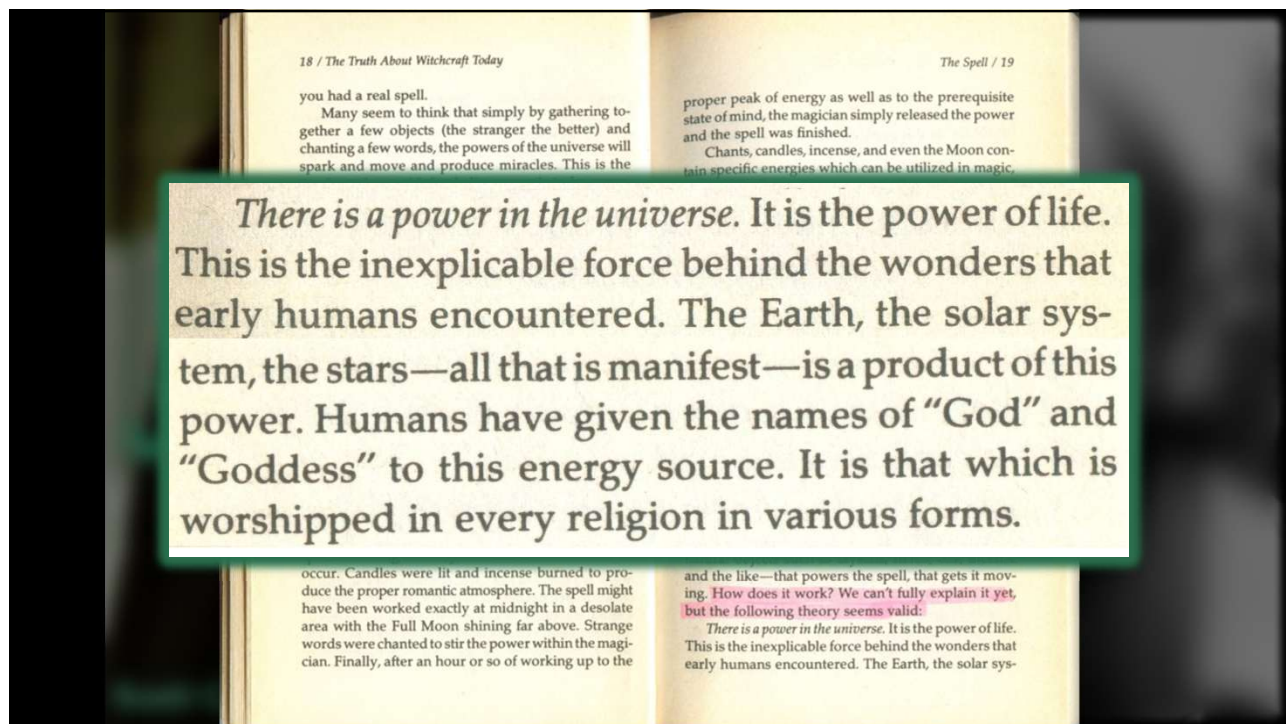 18 / The Truth About Witchcraft Today
you had a real spell.
Many seem to think that simply by gathering to-
gether a few objects (the stranger the better) and
chanting a few words, the powers of the universe will
spark and move and produce miracles. This is the
The Spell / 19
proper peak of energy as well as to the prerequisite
state of mind, the magician simply released the power
and the spell was finished.
Chants, candles, incense, and even the Moon con-
tain specific energies which can be utilized in magic,
There is a power in the universe. It is the power of life.
This is the inexplicable force behind the wonders that
early humans encountered. The Earth, the solar sys-
tem, the stars—all that is manifest—is a product of this
power. Humans have given the names of “God” and
“Goddess” to this energy source. It is that which is
worshipped in every religion in various forms.
occur. Candles were lit and incense burned to pro-
duce the proper romantic atmosphere. The spell might
have been worked exactly at midnight in a desolate
area with the Full Moon shining far above. Strange
words were chanted to stir the power within the magi-
cian. Finally, after an hour or so of working up to the
and the like—that powers the spell, that gets it mov-
ing. How does it work? We can’t fully explain it yet,
but the following theory seems valid:
There is a power in the universe. It is the power of life.
This is the inexplicable force behind the wonders that
early humans encountered. The Earth, the solar sys-